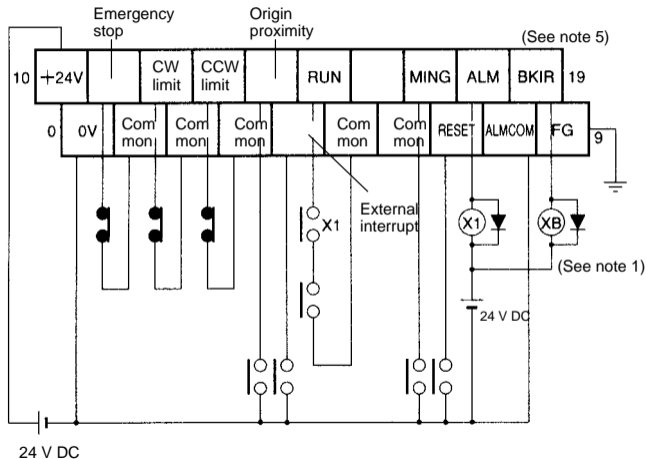 Emergency
stop
Origin
proximity
(See note 5)
10
+24V
CW
limit
CCW
limit
RUN
MING
ALM
BKIR
19
0
0V
Com
mon
Com
mon
Com
mon
Com
mon
Com
mon
RESET
ALMCOM
FG
9
External
interrupt
X1
X1
XB
(See note 1)
24 V DC
24 V DC